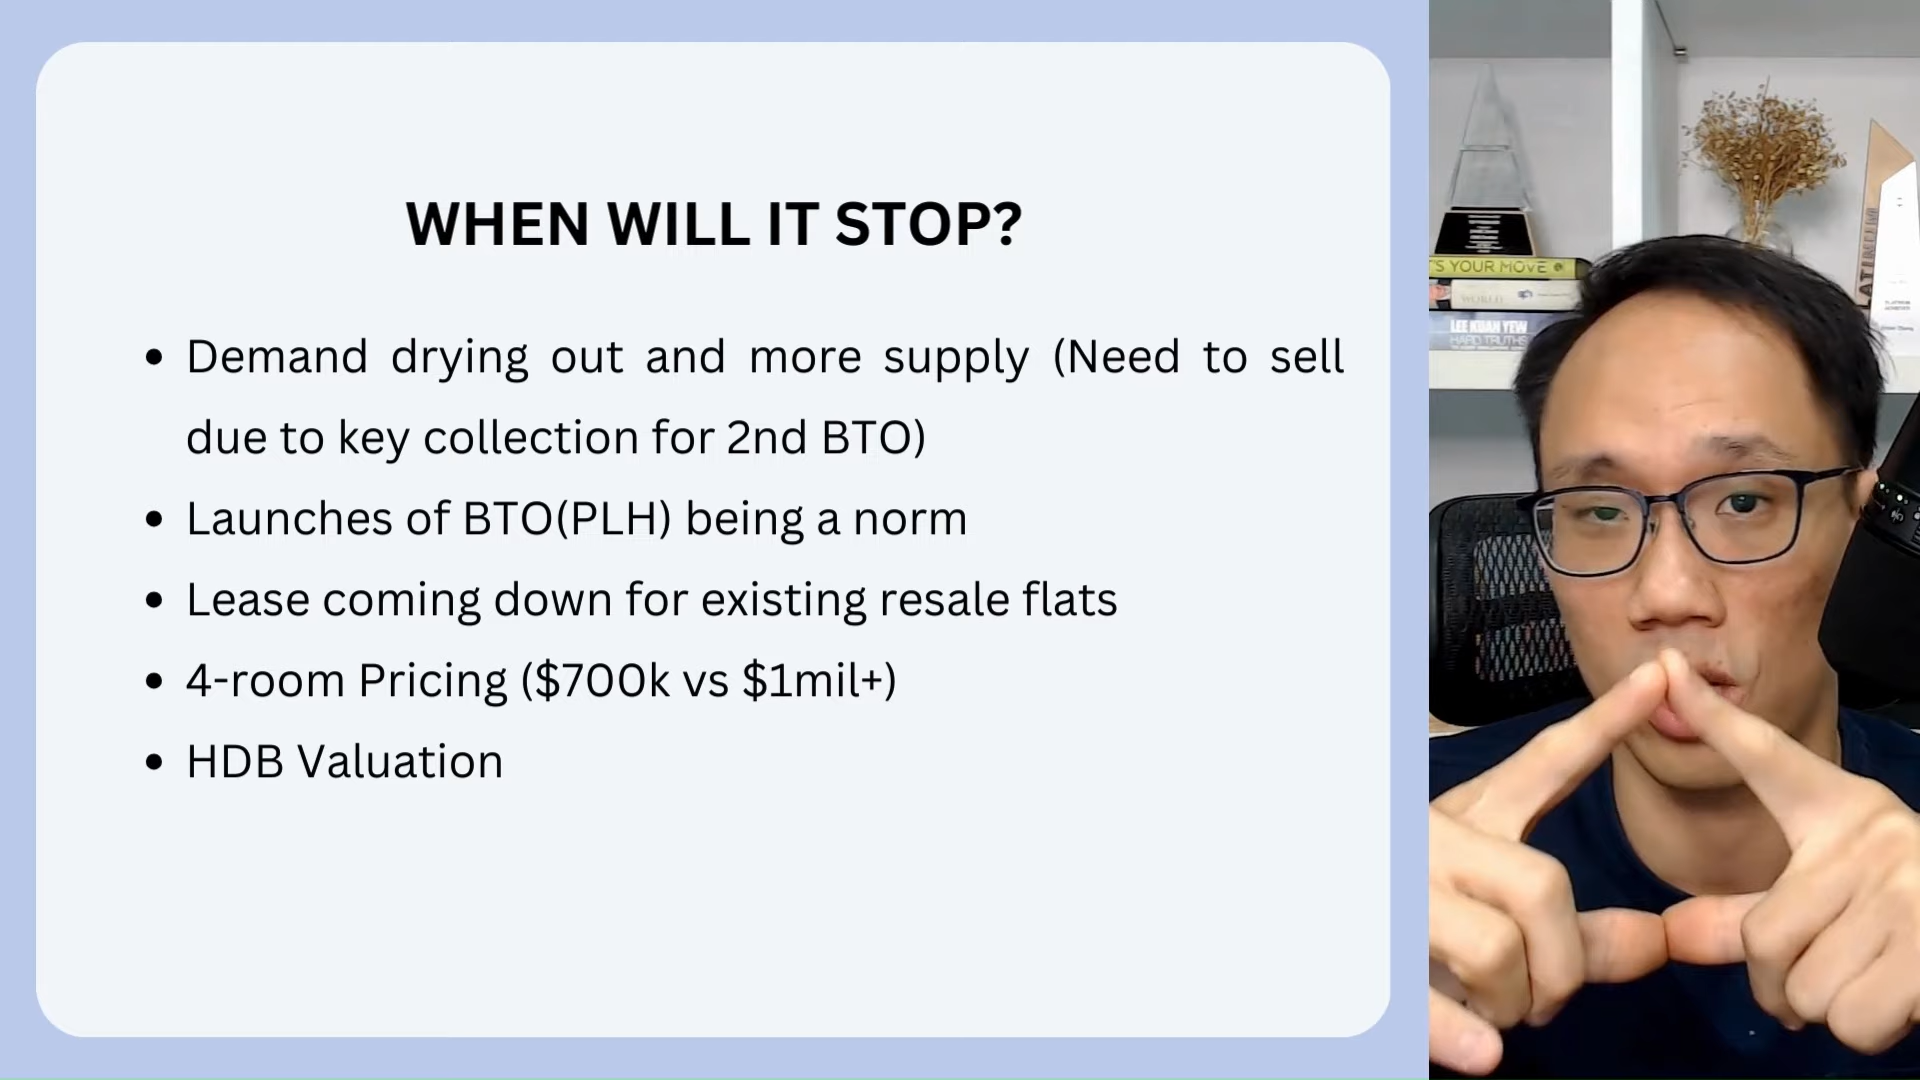 WHEN WILL IT STOP?
• Demand drying out and more supply (Need to sell
due to key collection for 2nd BTO)
• Launches of BTO(PLH) being a norm
• Lease coming down for existing resale flats
• 4-room Pricing ($700k vs $1mil+)
• HDB Valuation
'S YOUR MOVE
WORLD
LEE KUAN YEW
HARD TRUTHS